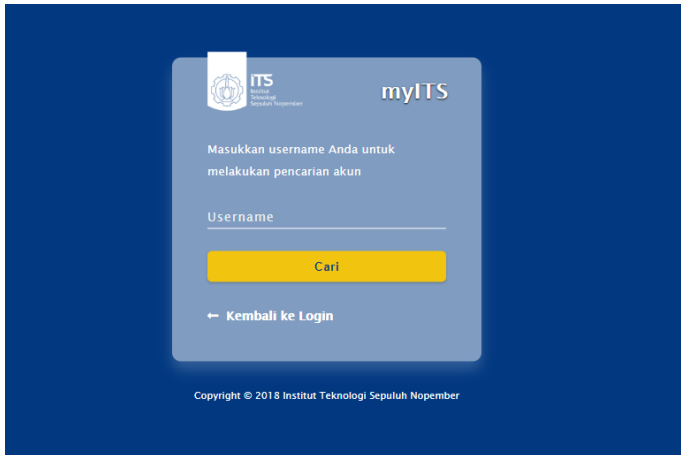 ITS
Institut
Teknologi
Sepuluh Nopember
myITS
Masukkan username Anda untuk
melakukan pencarian akun
Username
Cari
← Kembali ke Login
Copyright © 2018 Institut Teknologi Sepuluh Nopember